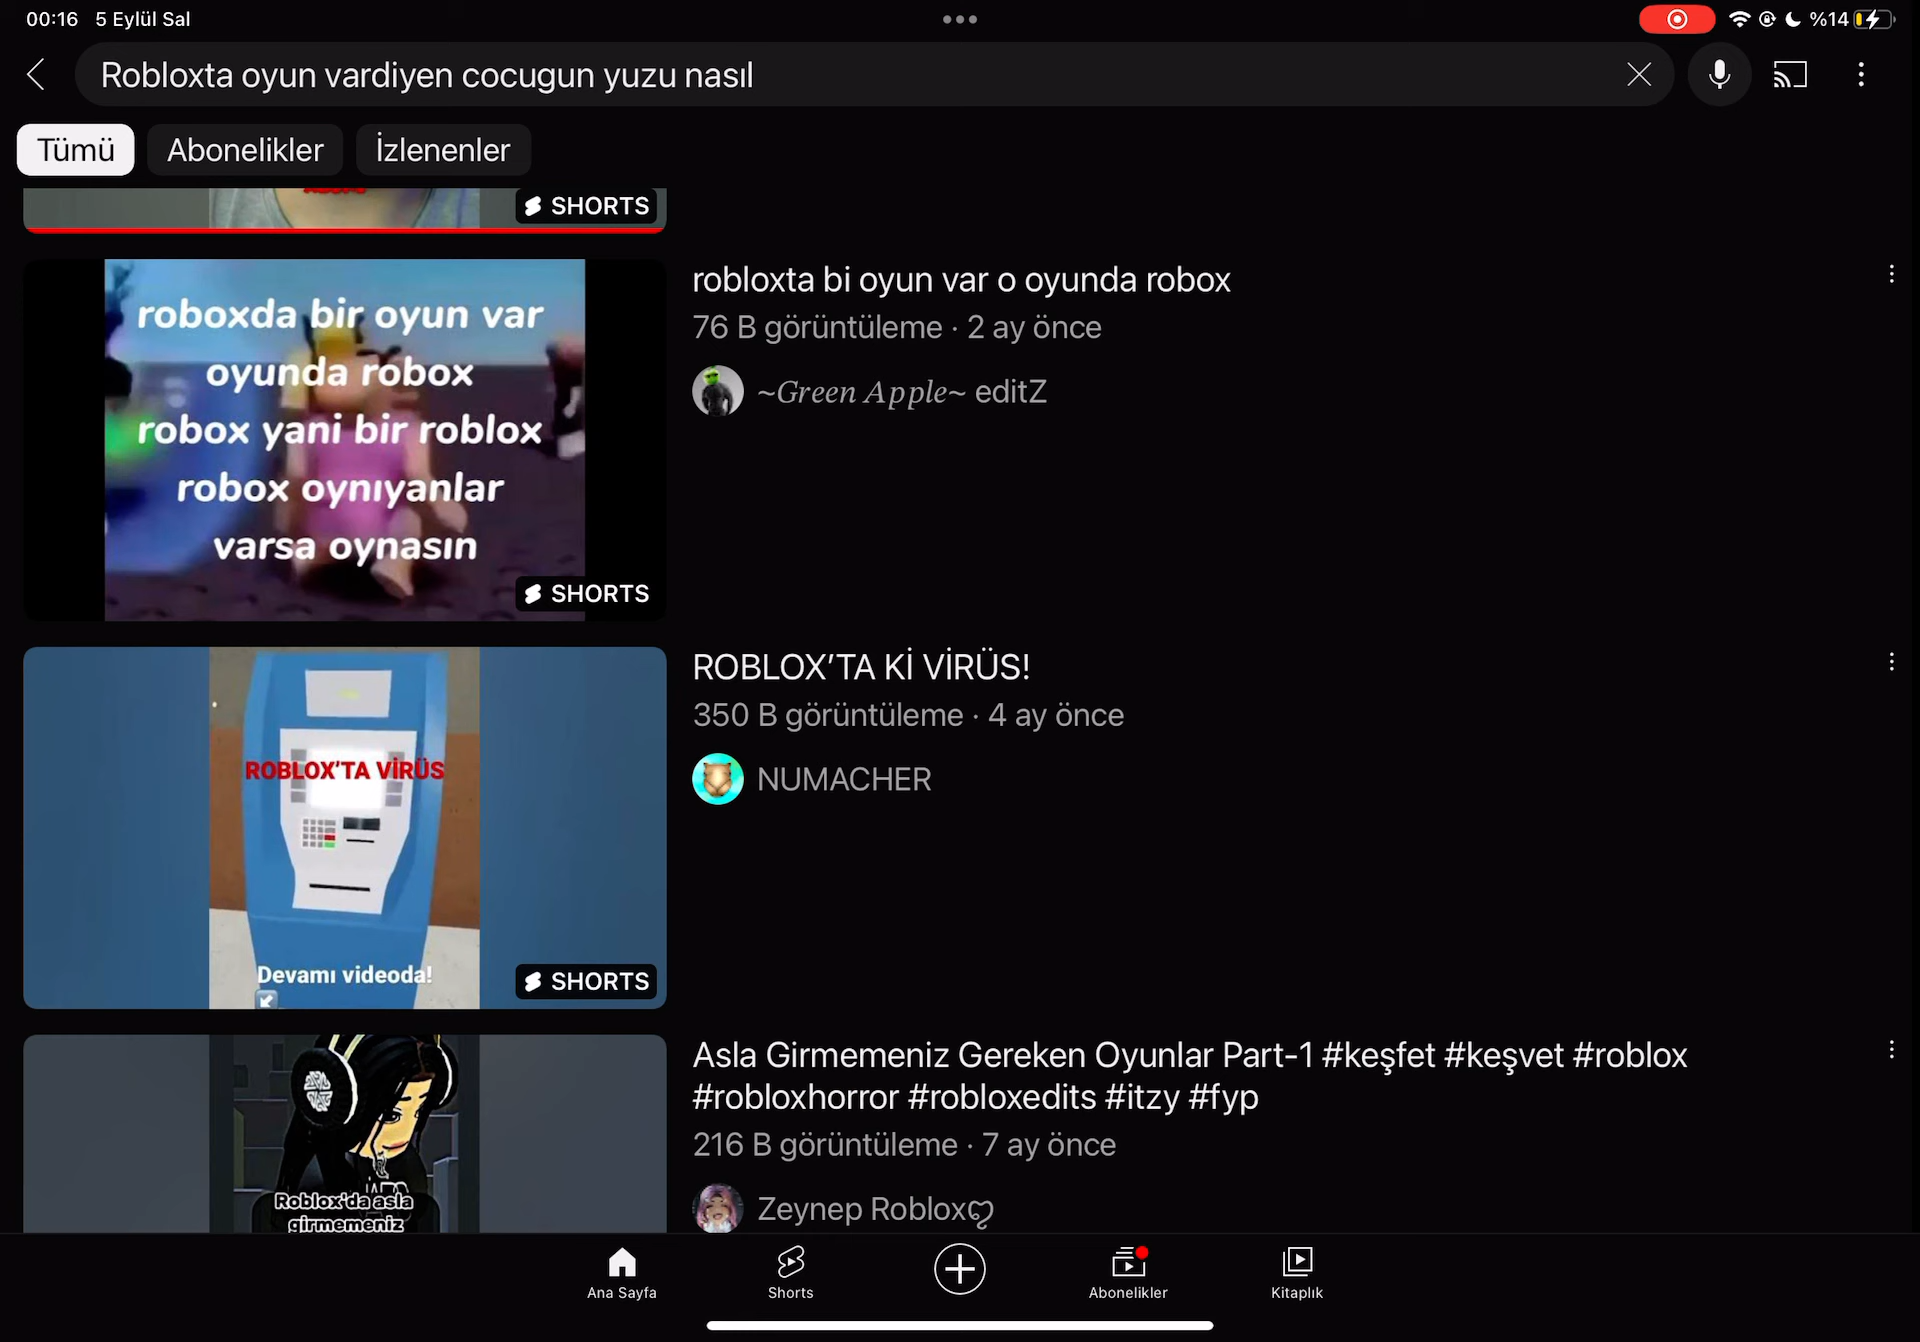 00:16 5 Eylül Sal
%14
Robloxta oyun vardiyen cocugun yuzu nasıl
Tümü
Abonelikler
İzlenenler
SHORTS
roboxda bir oyun var
oyunda robox
robox yani bir roblox
robox oynıyanlar
varsa oynasın
SHORTS
robloxta bi oyun var o oyunda robox
76 B görüntüleme · 2 ay önce
~Green Apple~ editZ
ROBLOX'TA VİRÜS
Devamı videoda!
SHORTS
ROBLOX’TA Kİ VİRÜS!
350 B görüntüleme · 4 ay önce
NUMACHER
Roblox'da asla
girmemeniz
Asla Girmemeniz Gereken Oyunlar Part-1 #keşfet #keşvet #roblox
#robloxhorror #robloxedits #itzy #fyp
216 B görüntüleme · 7 ay önce
Zeynep Roblox
Ana Sayfa
Shorts
Abonelikler
Kitaplık